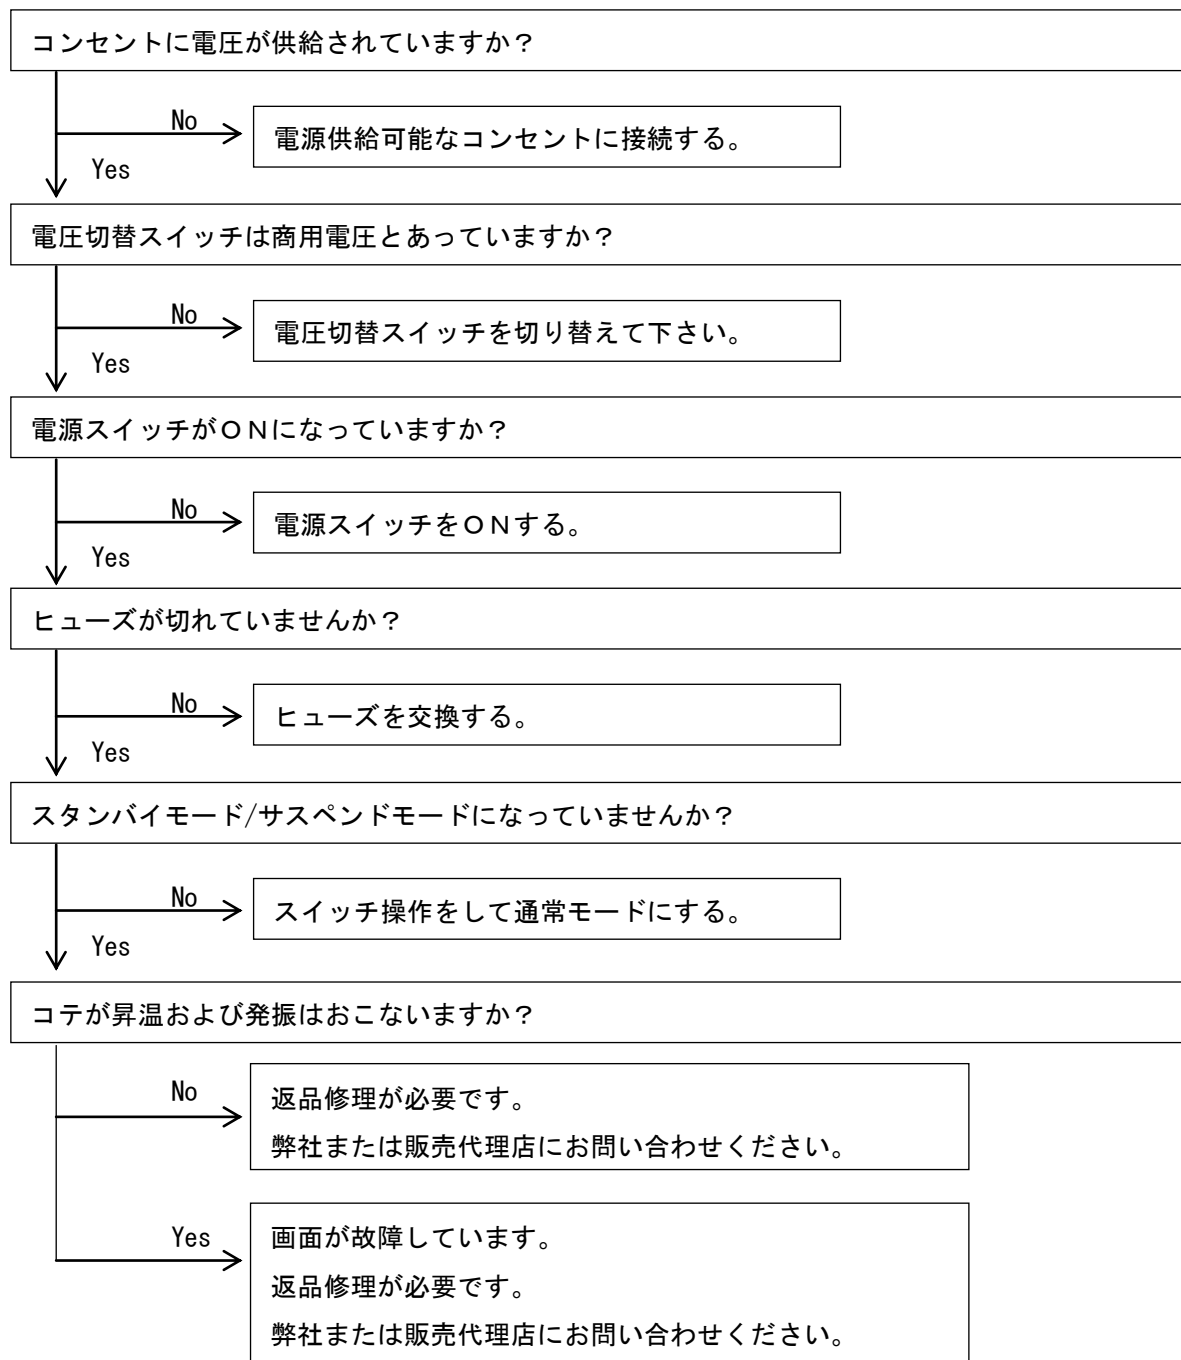 コンセントに電圧が供給されていますか？
No
電源供給可能なコンセントに接続する。
Yes
電圧切替スイッチは商用電圧とあっていますか？
No
電圧切替スイッチを切り替えて下さい。
Yes
電源スイッチがＯＮになっていますか？
No
電源スイッチをＯＮする。
Yes
ヒューズが切れていませんか？
No
ヒューズを交換する。
Yes
スタンバイモード/サスペンドモードになっていませんか？
No
スイッチ操作をして通常モードにする。
Yes
コテが昇温および発振はおこないますか？
No
返品修理が必要です。
弊社または販売代理店にお問い合わせください。
Yes
画面が故障しています。
返品修理が必要です。
弊社または販売代理店にお問い合わせください。